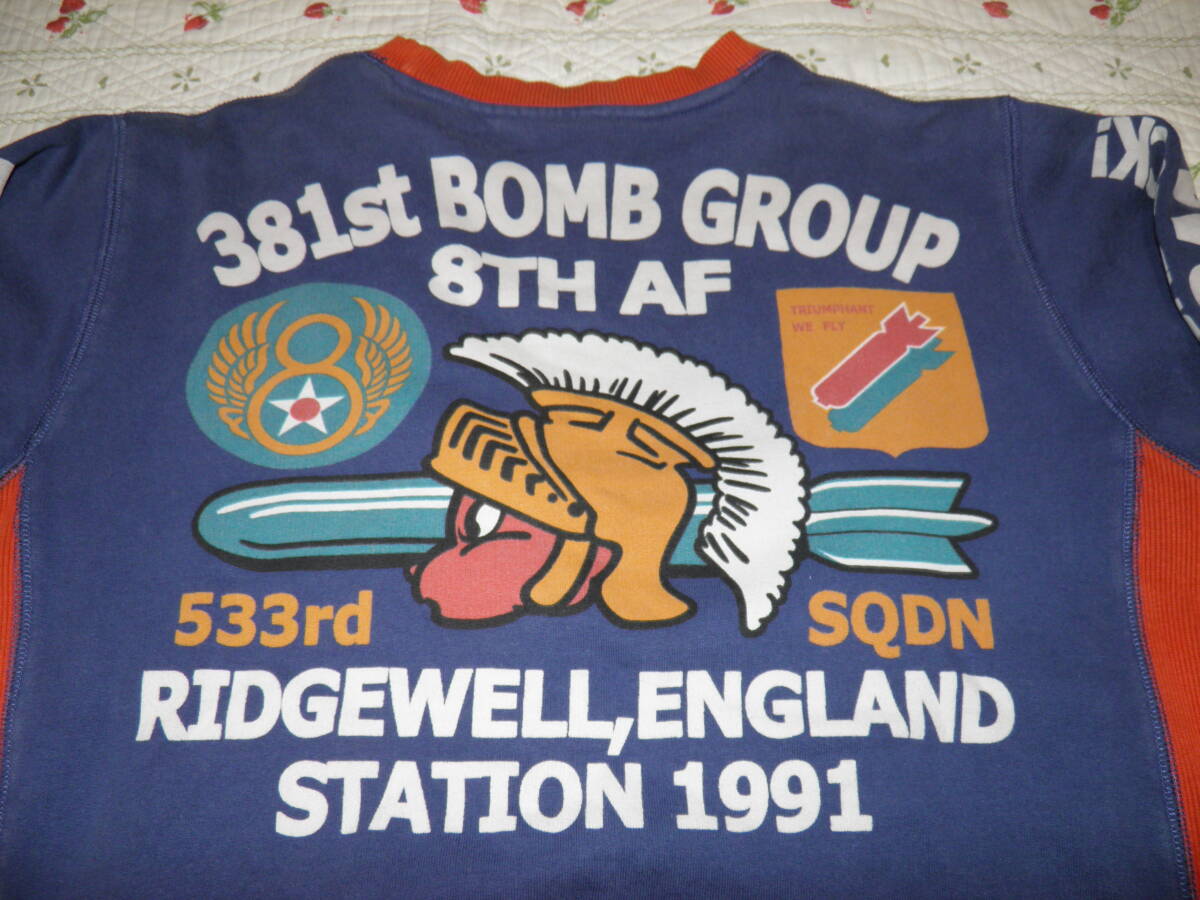 381st BOMB GROUP
8TH AF
TRIUMPHANT
WE FLY
533rd
SQDN
RIDGEWELL,ENGLAND
STATION 1991